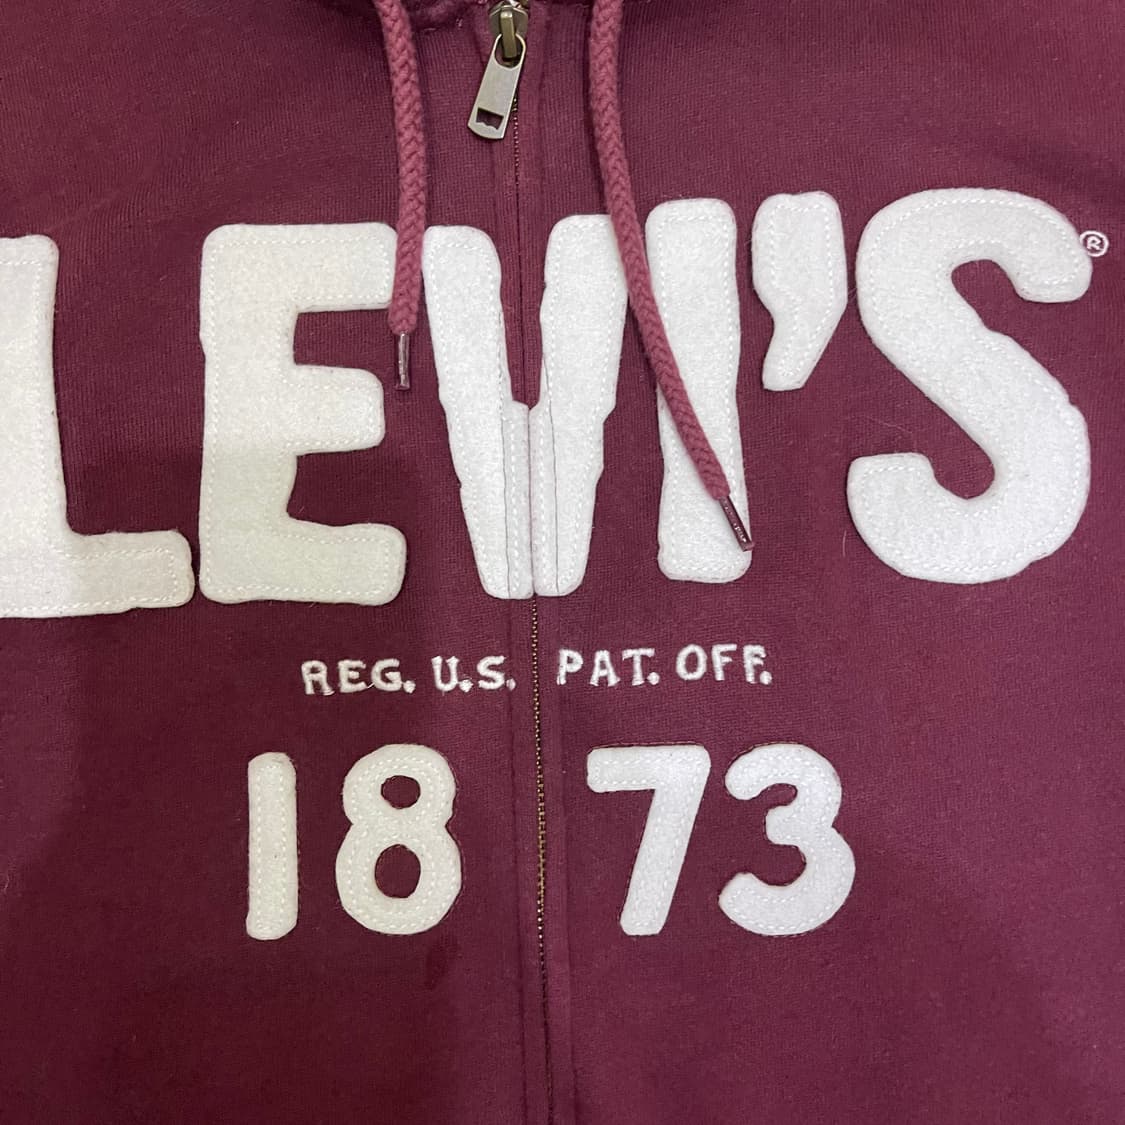 LEVI'S®
REG. U.S. PAT. OFF.
1873